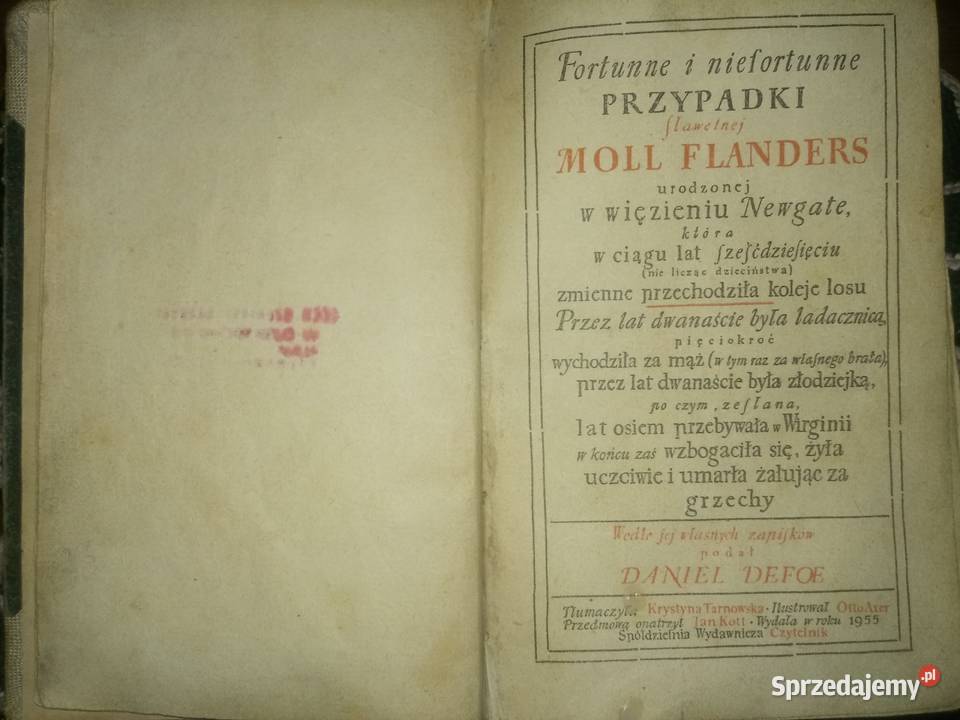 Fortunne i niefortunne
PRZYPADKI
ſławetnej
MOLL FLANDERS
urodzonej
w więzieniu Newgate,
która
w ciągu lat ſzeſćdzieſięciu
(nie licząc dzieciństwa)
zmienne przechodziła koleje losu
Przez lat dwanaście była ladacznicą,
pięciokroć
wychodziła za mąż (w tym raz za właſnego brata),
przez lat dwanaście była złodziejką,
po czym, zeſłana,
lat osiem przebywała w Wirginii
w końcu zaś wzbogaciła się, żyła
uczciwie i umarła żałując za
grzechy
Wedle jej własnych zapiſków
podał
DANIEL DEFOE
Tłumaczyła Krystyna Tarnowska · Iluſtrował Otto Axer
Przedmową opatrzył Jan Kott · Wydała w roku 1955
Spółdzielnia Wydawnicza Czytelnik
Sprzedajemy.pl